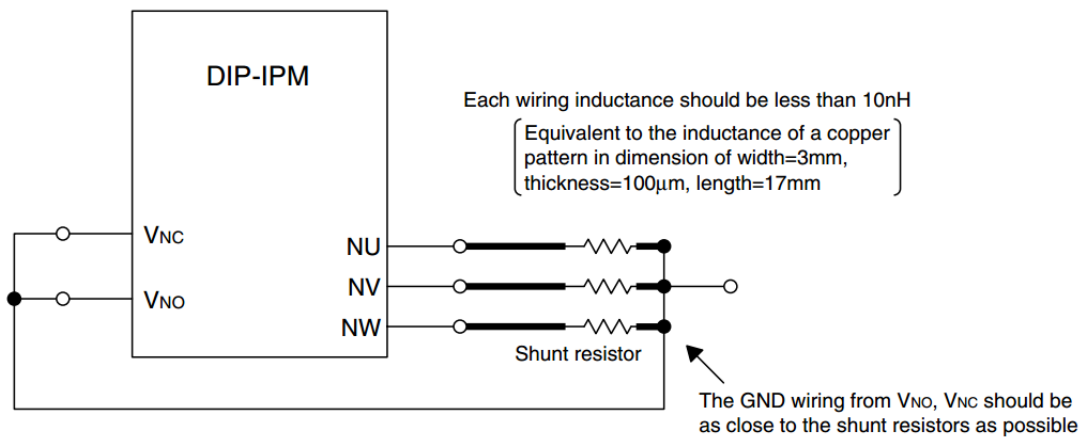 DIP-IPM
Each wiring inductance should be less than 10nH
Equivalent to the inductance of a copper
pattern in dimension of width=3mm,
thickness=100μm, length=17mm
VNC
NU
NV
VNO
NW
Shunt resistor
The GND wiring from VNO, VNC should be
as close to the shunt resistors as possible